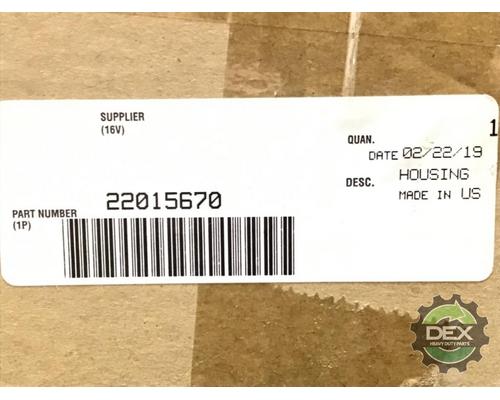 SUPPLIER
(16V)
QUAN. 1
DATE 02/22/19
DESC. HOUSING
MADE IN US
PART NUMBER 22015670
(1P)
DEX
HEAVY DUTY PARTS